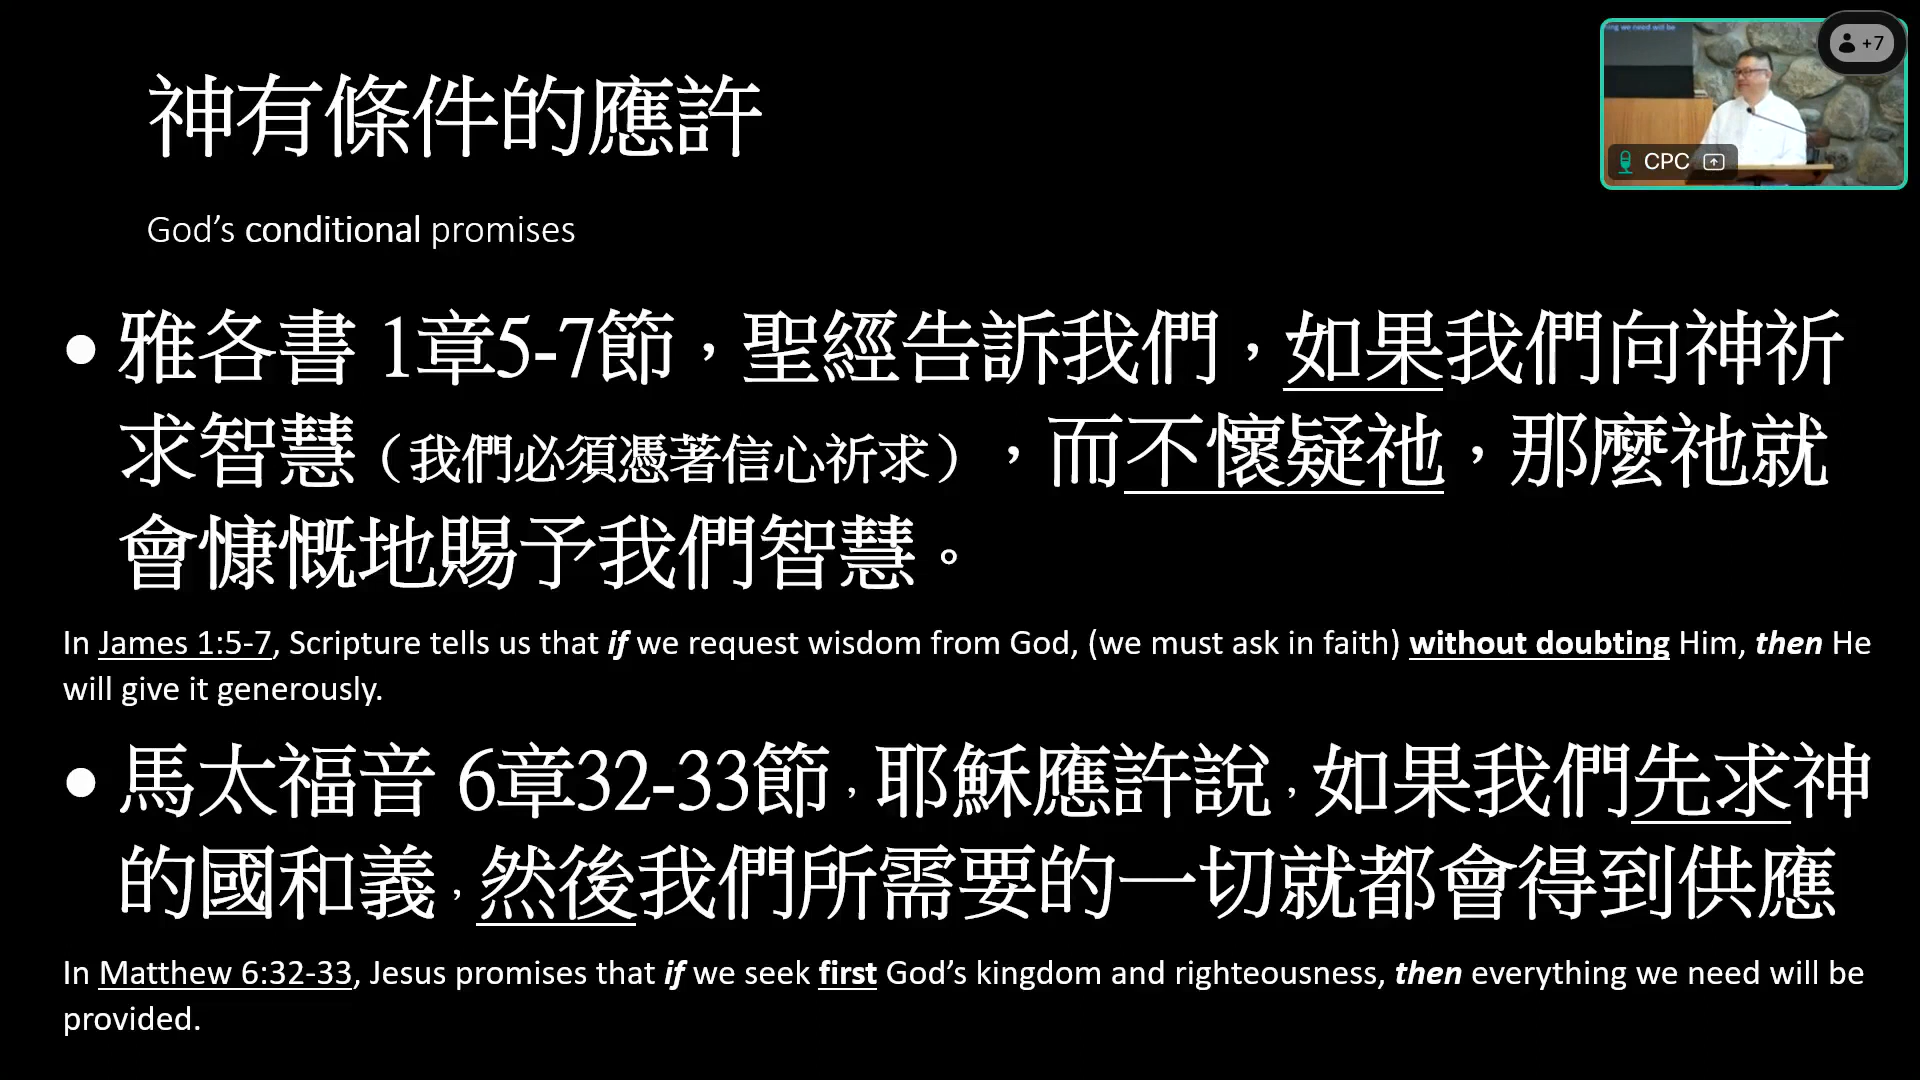 神有條件的應許
God's conditional promises
+7
CPC
• 雅各書 1章5-7節，聖經告訴我們，如果我們向神祈
求智慧（我們必須憑著信心祈求），而不懷疑祂，那麼祂就
會慷慨地賜予我們智慧。
In James 1:5-7, Scripture tells us that if we request wisdom from God, (we must ask in faith) without doubting Him, then He
will give it generously.
• 馬太福音 6章32-33節，耶穌應許說，如果我們先求神
的國和義，然後我們所需要的一切就都會得到供應
In Matthew 6:32-33, Jesus promises that if we seek first God's kingdom and righteousness, then everything we need will be
provided.